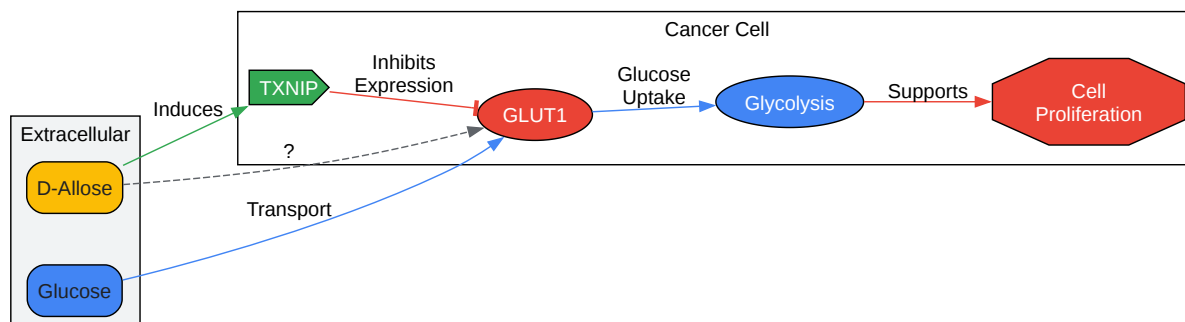 Cancer Cell
Inhibits
Expression
TXNIP
Glucose
Uptake
GLUT1
Glycolysis
Supports
Cell
Proliferation
Induces
Extracellular
?
D-Allose
Transport
Glucose